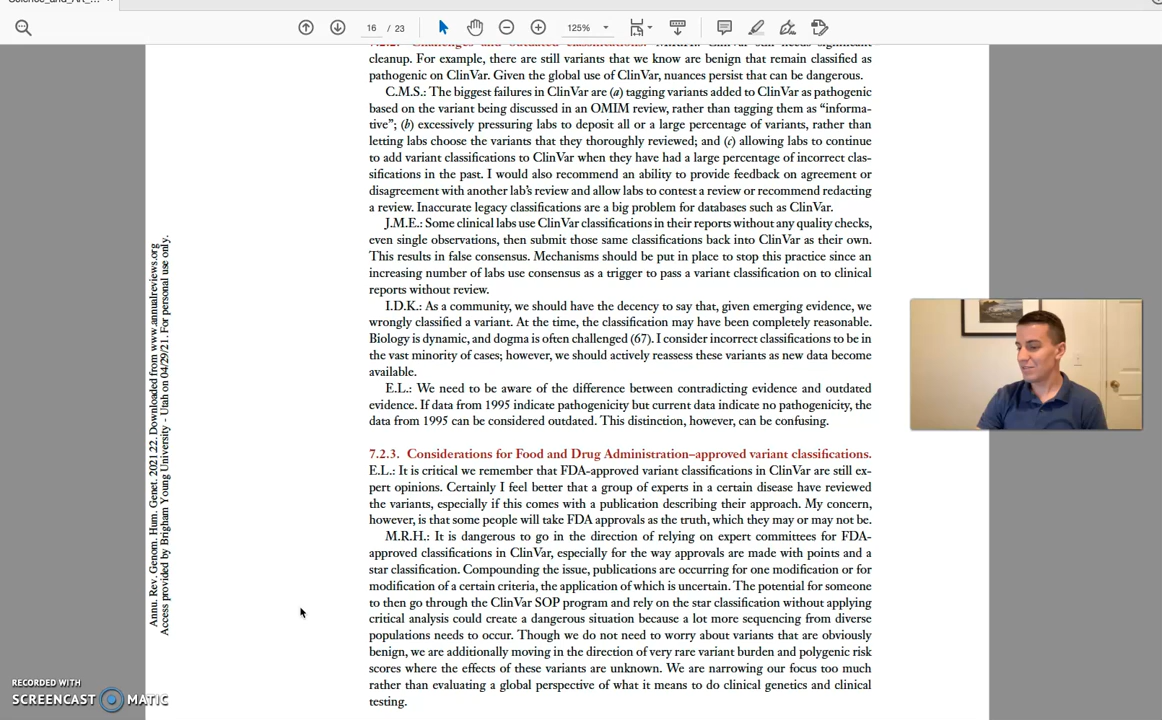 16 / 23
125%
7.2.2. Challenges and outdated classifications. M.R.H.: ClinVar still needs significant
cleanup. For example, there are still variants that we know are benign that remain classified as
pathogenic on ClinVar. Given the global use of ClinVar, nuances persist that can be dangerous.
C.M.S.: The biggest failures in ClinVar are (a) tagging variants added to ClinVar as pathogenic
based on the variant being discussed in an OMIM review, rather than tagging them as “informa-
tive”; (b) excessively pressuring labs to deposit all or a large percentage of variants, rather than
letting labs choose the variants that they thoroughly reviewed; and (c) allowing labs to continue
to add variant classifications to ClinVar when they have had a large percentage of incorrect clas-
sifications in the past. I would also recommend an ability to provide feedback on agreement or
disagreement with another lab’s review and allow labs to contest a review or recommend redacting
a review. Inaccurate legacy classifications are a big problem for databases such as ClinVar.
J.M.E.: Some clinical labs use ClinVar classifications in their reports without any quality checks,
even single observations, then submit those same classifications back into ClinVar as their own.
This results in false consensus. Mechanisms should be put in place to stop this practice since an
increasing number of labs use consensus as a trigger to pass a variant classification on to clinical
reports without review.
I.D.K.: As a community, we should have the decency to say that, given emerging evidence, we
wrongly classified a variant. At the time, the classification may have been completely reasonable.
Biology is dynamic, and dogma is often challenged (67). I consider incorrect classifications to be in
the vast minority of cases; however, we should actively reassess these variants as new data become
available.
E.L.: We need to be aware of the difference between contradicting evidence and outdated
evidence. If data from 1995 indicate pathogenicity but current data indicate no pathogenicity, the
data from 1995 can be considered outdated. This distinction, however, can be confusing.
7.2.3. Considerations for Food and Drug Administration–approved variant classifications.
E.L.: It is critical we remember that FDA-approved variant classifications in ClinVar are still ex-
pert opinions. Certainly I feel better that a group of experts in a certain disease have reviewed
the variants, especially if this comes with a publication describing their approach. My concern,
however, is that some people will take FDA approvals as the truth, which they may or may not be.
M.R.H.: It is dangerous to go in the direction of relying on expert committees for FDA-
approved classifications in ClinVar, especially for the way approvals are made with points and a
star classification. Compounding the issue, publications are occurring for one modification or for
modification of a certain criteria, the application of which is uncertain. The potential for someone
to then go through the ClinVar SOP program and rely on the star classification without applying
critical analysis could create a dangerous situation because a lot more sequencing from diverse
populations needs to occur. Though we do not need to worry about variants that are obviously
benign, we are additionally moving in the direction of very rare variant burden and polygenic risk
scores where the effects of these variants are unknown. We are narrowing our focus too much
rather than evaluating a global perspective of what it means to do clinical genetics and clinical
testing.
Annu. Rev. Genom. Hum. Genet. 2021.22. Downloaded from www.annualreviews.org
Access provided by Brigham Young University - Utah on 04/29/21. For personal use only.
RECORDED WITH
SCREENCAST MATIC